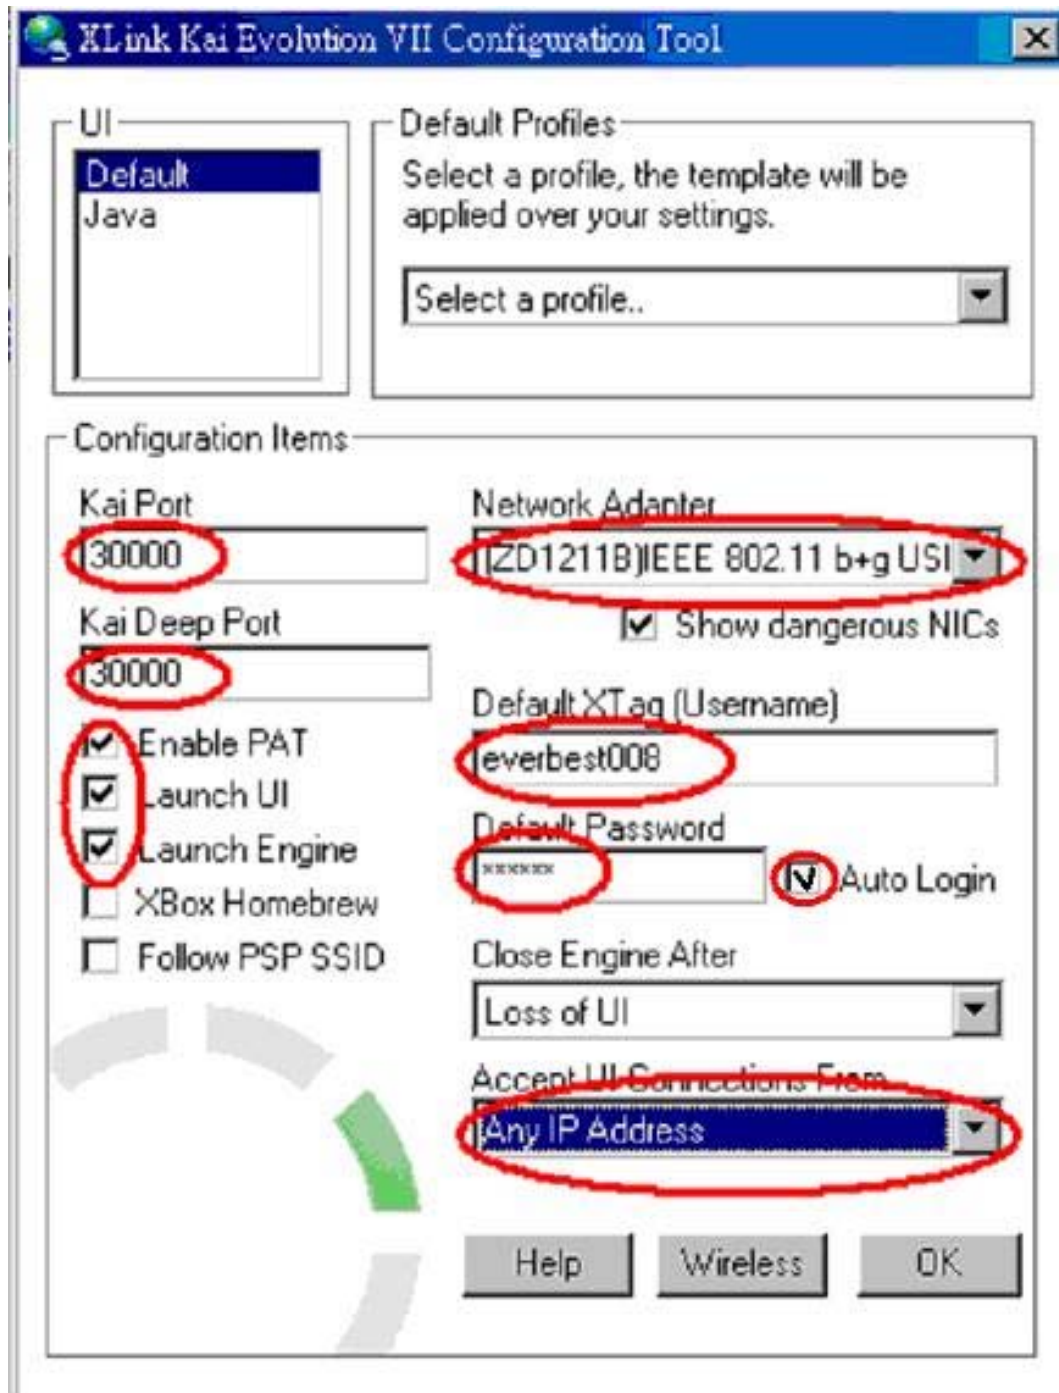 XLink Kai Evolution VII Configuration Tool
UI
Default
Java
Default Profiles
Select a profile, the template will be
applied over your settings.
Select a profile..
Configuration Items
Kai Port
30000
Kai Deep Port
30000
Enable PAT
Launch UI
Launch Engine
XBox Homebrew
Follow PSP SSID
Network Adapter
(ZD1211B)IEEE 802.11 b+g USI
Show dangerous NICs
Default XTag (Username)
everbest008
Default Password
xxxxxx
Auto Login
Close Engine After
Loss of UI
Accept UI Connections From
Any IP Address
Help
Wireless
OK